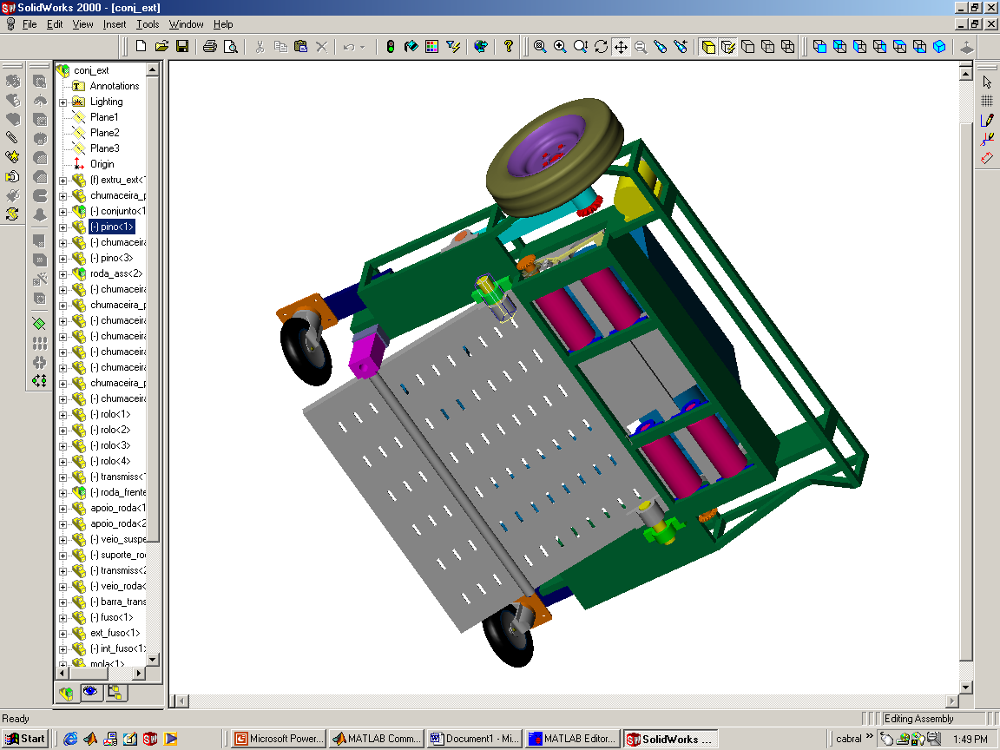 SolidWorks 2000 - [conj_ext]
File Edit View Insert Tools Window Help
conj_ext
Annotations
Lighting
Plane1
Plane2
Plane3
Origin
(f) extru_ext<1
chumaceira_p
(-) conjunto<1
(-) pino<1>
(-) chumaceira
(-) pino<3>
roda_ass<2>
(-) chumaceira
chumaceira_p
(-) chumaceira
(-) chumaceira
(-) chumaceira
(-) chumaceira
chumaceira_p
(-) chumaceira
(-) rolo<1>
(-) rolo<2>
(-) rolo<3>
(-) rolo<4>
(-) transmiss<
(-) roda_frente
apoio_roda<1
apoio_roda<2
(-) veio_suspe
(-) suporte_ro
(-) transmiss<2
(-) veio_roda<
(-) barra_trans
(-) fuso<1>
ext_fuso<1>
(-) int_fuso<1>
mola<1>
Ready
Editing Assembly
Start
Microsoft Power...
MATLAB Comm...
Document1 - Mi...
MATLAB Editor...
SolidWorks ...
cabral
1:49 PM